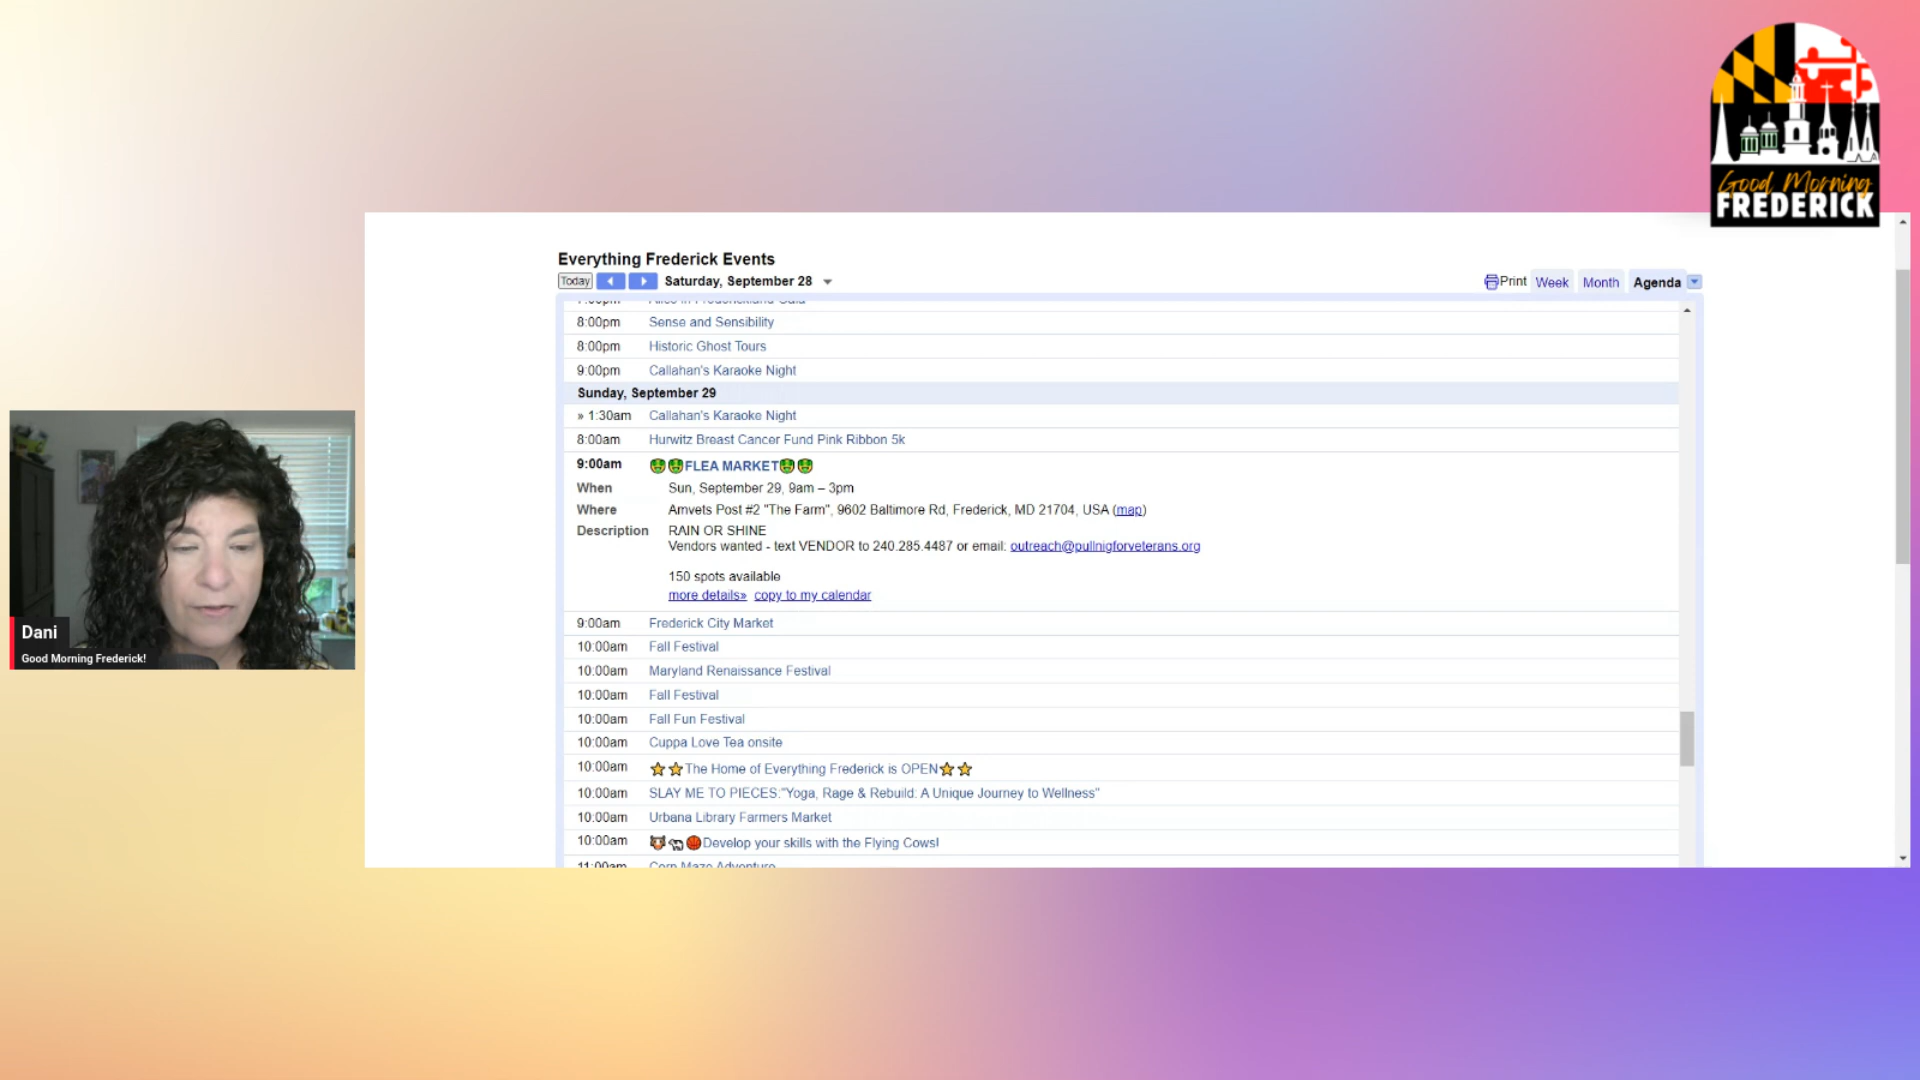 Good Morning
FREDERICK
Everything Frederick Events
Today Saturday, September 28 Print Week Month Agenda
8:00pm Sense and Sensibility
8:00pm Historic Ghost Tours
9:00pm Callahan's Karaoke Night
Sunday, September 29
» 1:30am Callahan's Karaoke Night
8:00am Hurwitz Breast Cancer Fund Pink Ribbon 5k
9:00am FLEA MARKET
When Sun, September 29, 9am – 3pm
Where Amvets Post #2 "The Farm", 9602 Baltimore Rd, Frederick, MD 21704, USA (map)
Description RAIN OR SHINE
Vendors wanted - text VENDOR to 240.285.4487 or email: outreach@pullnigforveterans.org
150 spots available
more details» copy to my calendar
9:00am Frederick City Market
10:00am Fall Festival
10:00am Maryland Renaissance Festival
10:00am Fall Festival
10:00am Fall Fun Festival
10:00am Cuppa Love Tea onsite
10:00am ⭐⭐The Home of Everything Frederick is OPEN⭐⭐
10:00am SLAY ME TO PIECES:"Yoga, Rage & Rebuild: A Unique Journey to Wellness"
10:00am Urbana Library Farmers Market
10:00am 🐯🐄🏀Develop your skills with the Flying Cows!
11:00am Corn Maze Adventure
Dani
Good Morning Frederick!